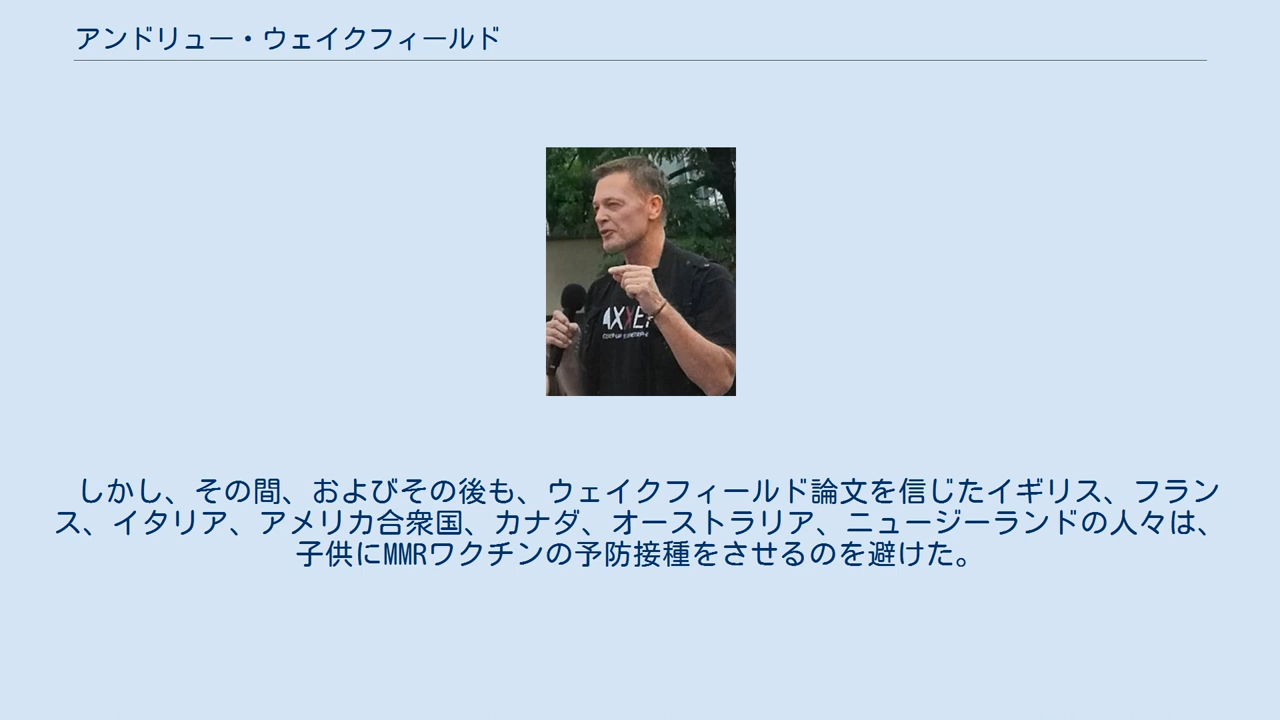 アンドリュー・ウェイクフィールド
AXXE
しかし、その間、およびその後も、ウェイクフィールド論文を信じたイギリス、フラン
ス、イタリア、アメリカ合衆国、カナダ、オーストラリア、ニュージーランドの人々は、
子供にMMRワクチンの予防接種をさせるのを避けた。